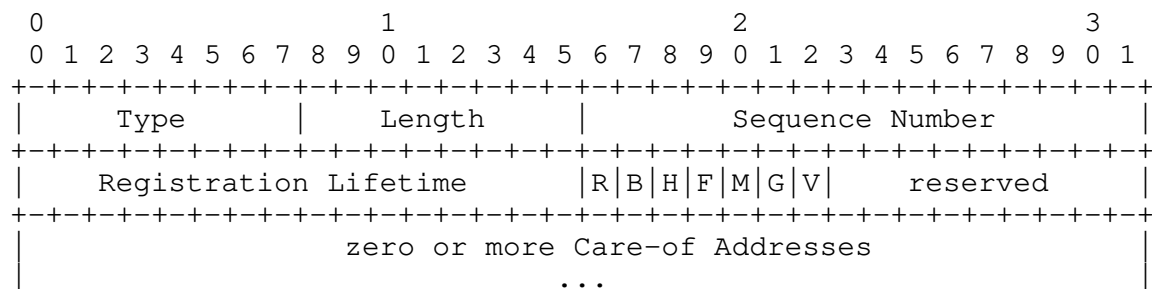 0                   1                   2                   3
 0 1 2 3 4 5 6 7 8 9 0 1 2 3 4 5 6 7 8 9 0 1 2 3 4 5 6 7 8 9 0 1
+-+-+-+-+-+-+-+-+-+-+-+-+-+-+-+-+-+-+-+-+-+-+-+-+-+-+-+-+-+-+-+-+
|     Type      |    Length     |        Sequence Number        |
+-+-+-+-+-+-+-+-+-+-+-+-+-+-+-+-+-+-+-+-+-+-+-+-+-+-+-+-+-+-+-+-+
|    Registration Lifetime      |R|B|H|F|M|G|V|    reserved     |
+-+-+-+-+-+-+-+-+-+-+-+-+-+-+-+-+-+-+-+-+-+-+-+-+-+-+-+-+-+-+-+-+
|                  zero or more Care-of Addresses               |
|                              ...                              |